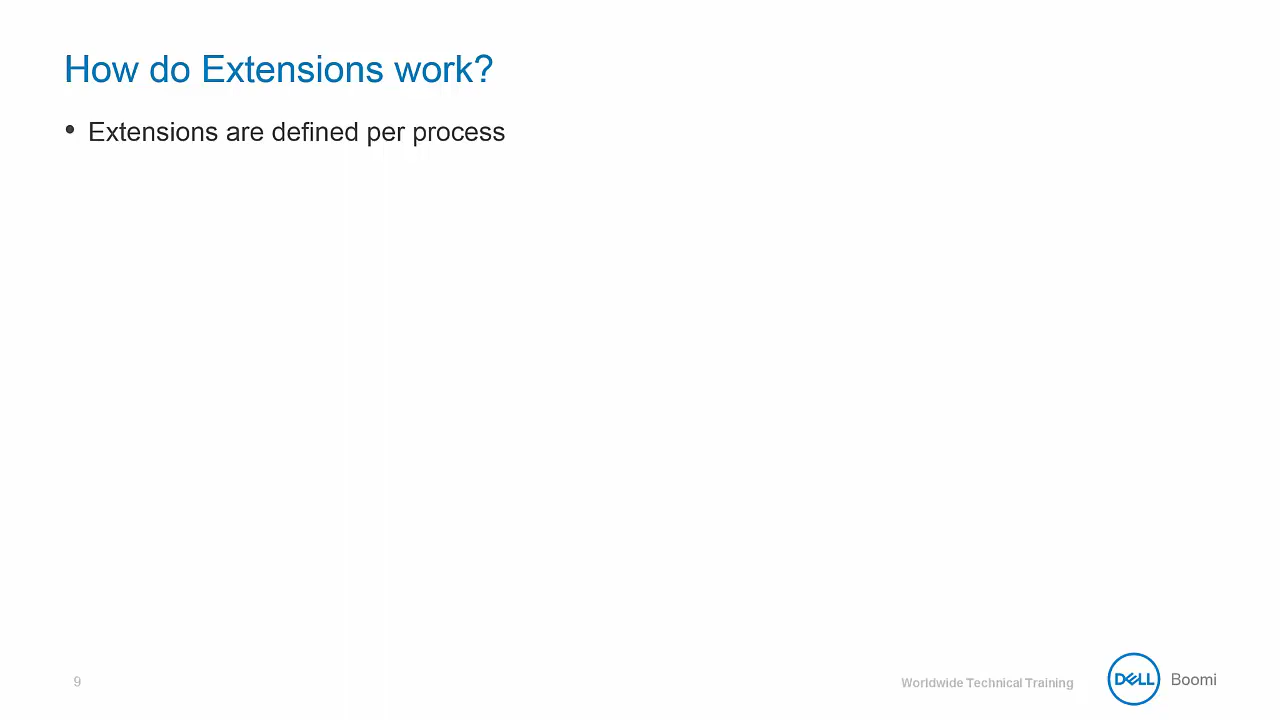 How do Extensions work?
• Extensions are defined per process
9
Worldwide Technical Training
DELL Boomi